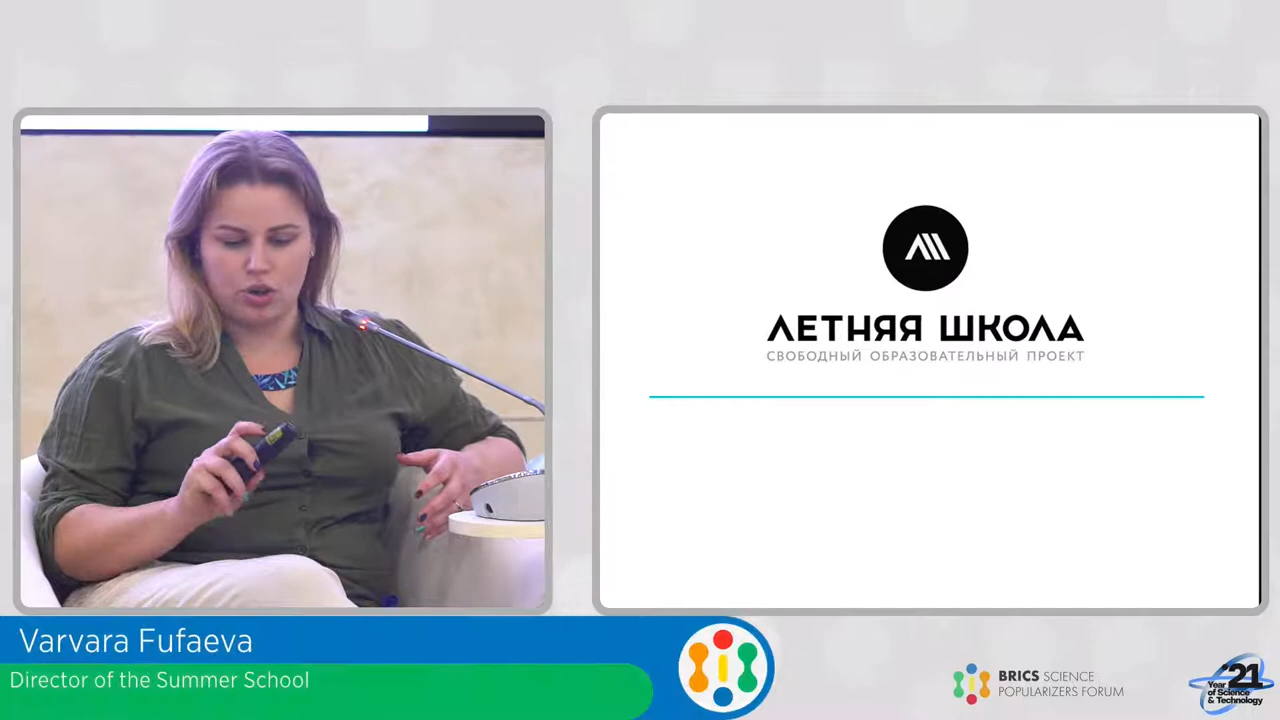 ЛЕТНЯЯ ШКОЛА
СВОБОДНЫЙ ОБРАЗОВАТЕЛЬНЫЙ ПРОЕКТ
Varvara Fufaeva
Director of the Summer School
BRICS SCIENCE
POPULARIZERS FORUM
'21
Year
of Science
& Technology